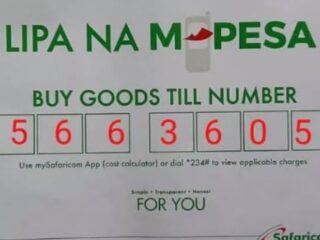 LIPA NA M PESA
BUY GOODS TILL NUMBER
5 6 6 3 6 0 5
Use mySafaricom App (cost calculator) or dial *234# to view applicable charges
Simple • Transparent • Honest
FOR YOU
Safaric